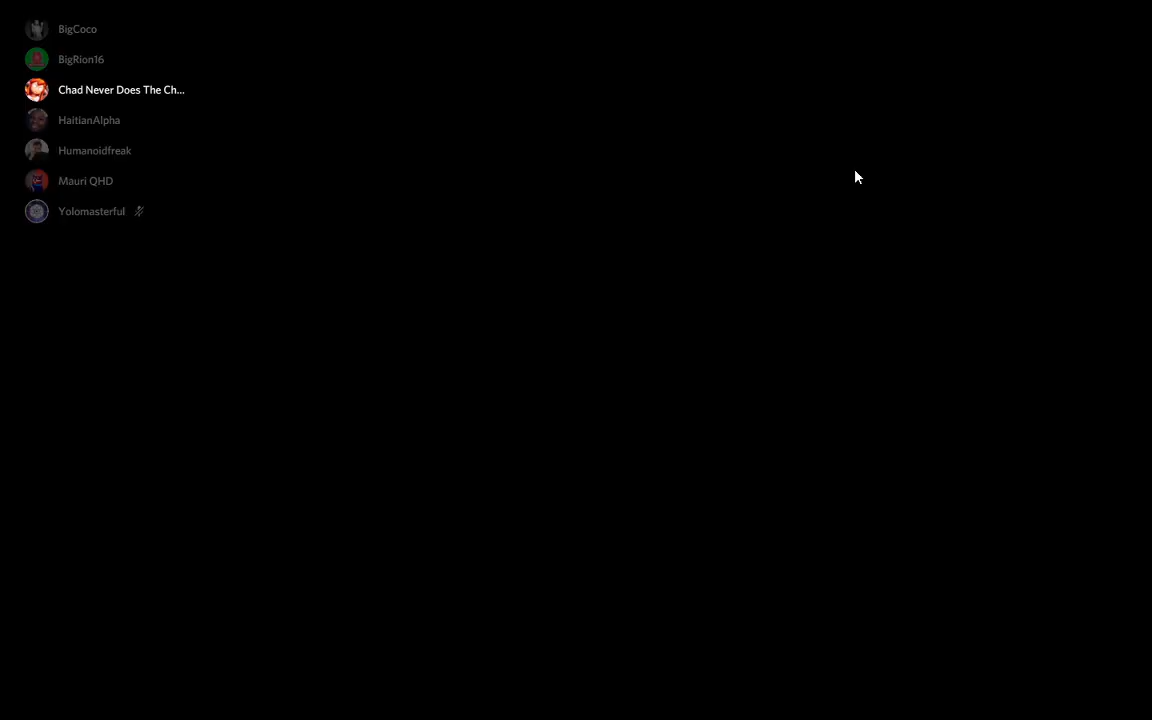 BigCoco
BigRion16
Chad Never Does The Ch...
HaitianAlpha
Humanoidfreak
Mauri QHD
Yolomasterful